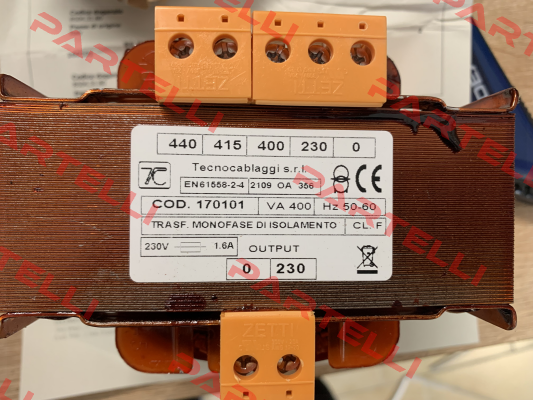 440 415 400 230 0
Tecnocablaggi s.r.l.
TC
EN61558-2-4 2109 OA 356
CE
COD. 170101 VA 400 Hz 50-60
TRASF. MONOFASE DI ISOLAMENTO CL F
230V 1.6A OUTPUT
0 230
PARTELLI
PARTELLI
PARTELLI
PARTELLI
PARTELLI